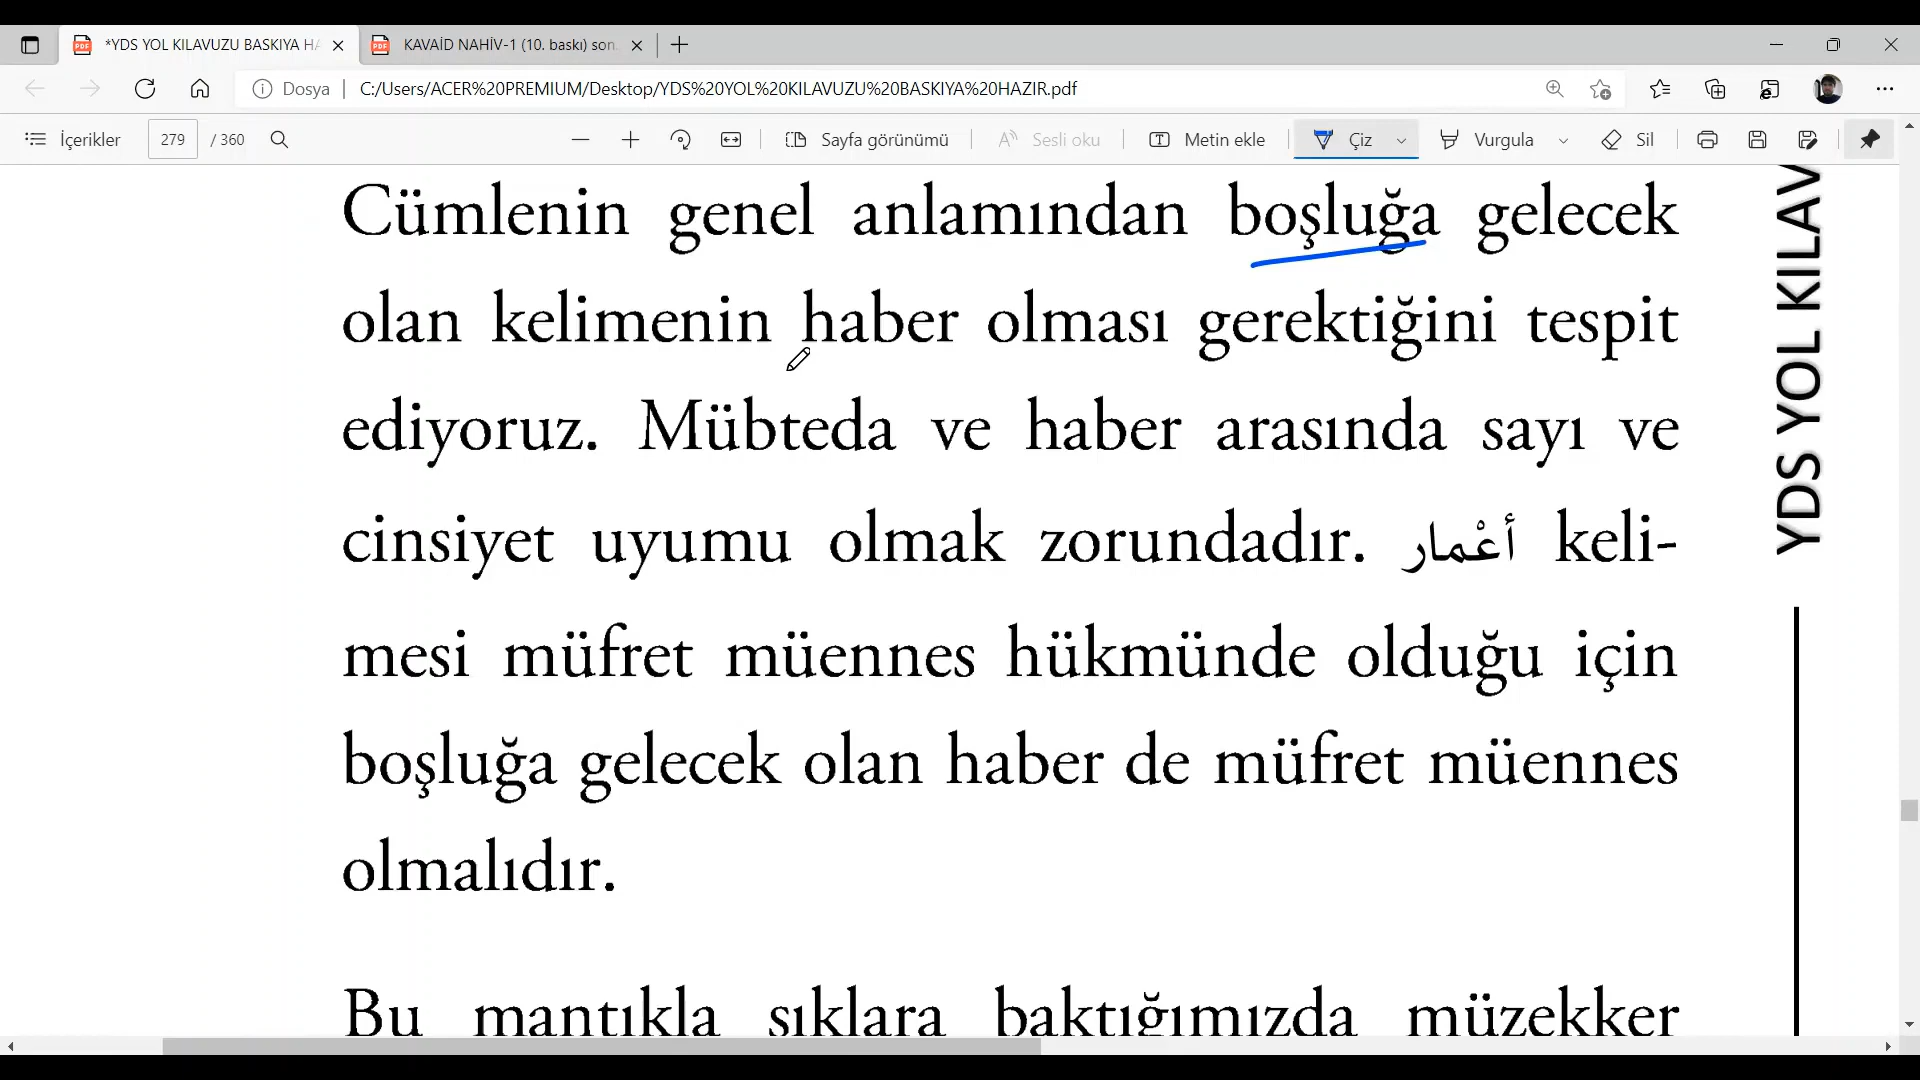 *YDS YOL KILAVUZU BASKIYA HA
KAVAİD NAHİV-1 (10. baskı) son.
Dosya
C:/Users/ACER%20PREMIUM/Desktop/YDS%20YOL%20KILAVUZU%20BASKIYA%20HAZIR.pdf
İçerikler 279 / 360 Sayfa görünümü Sesli oku Metin ekle Çiz Vurgula Sil
Cümlenin genel anlamından boşluğa gelecek
olan kelimenin haber olması gerektiğini tespit
ediyoruz. Mübteda ve haber arasında sayı ve
cinsiyet uyumu olmak zorundadır. أعْمار keli-
mesi müfret müennes hükmünde olduğu için
boşluğa gelecek olan haber de müfret müennes
olmalıdır.
Bu mantıkla şıklara baktığımızda müzekker
YDS YOL KILAV